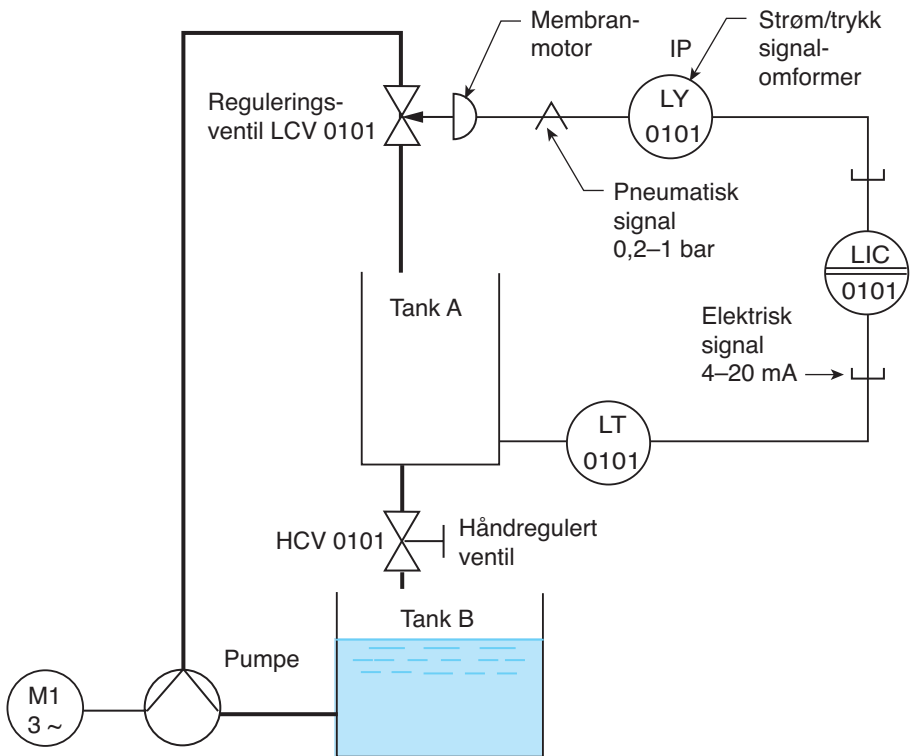 Membran-
motor
IP
Strøm/trykk
signal-
omformer
Regulerings-
ventil LCV 0101
LY
0101
Pneumatisk
signal
0,2–1 bar
LIC
0101
Tank A
Elektrisk
signal
4–20 mA
LT
0101
HCV 0101
Håndregulert
ventil
Tank B
Pumpe
M1
3 ~